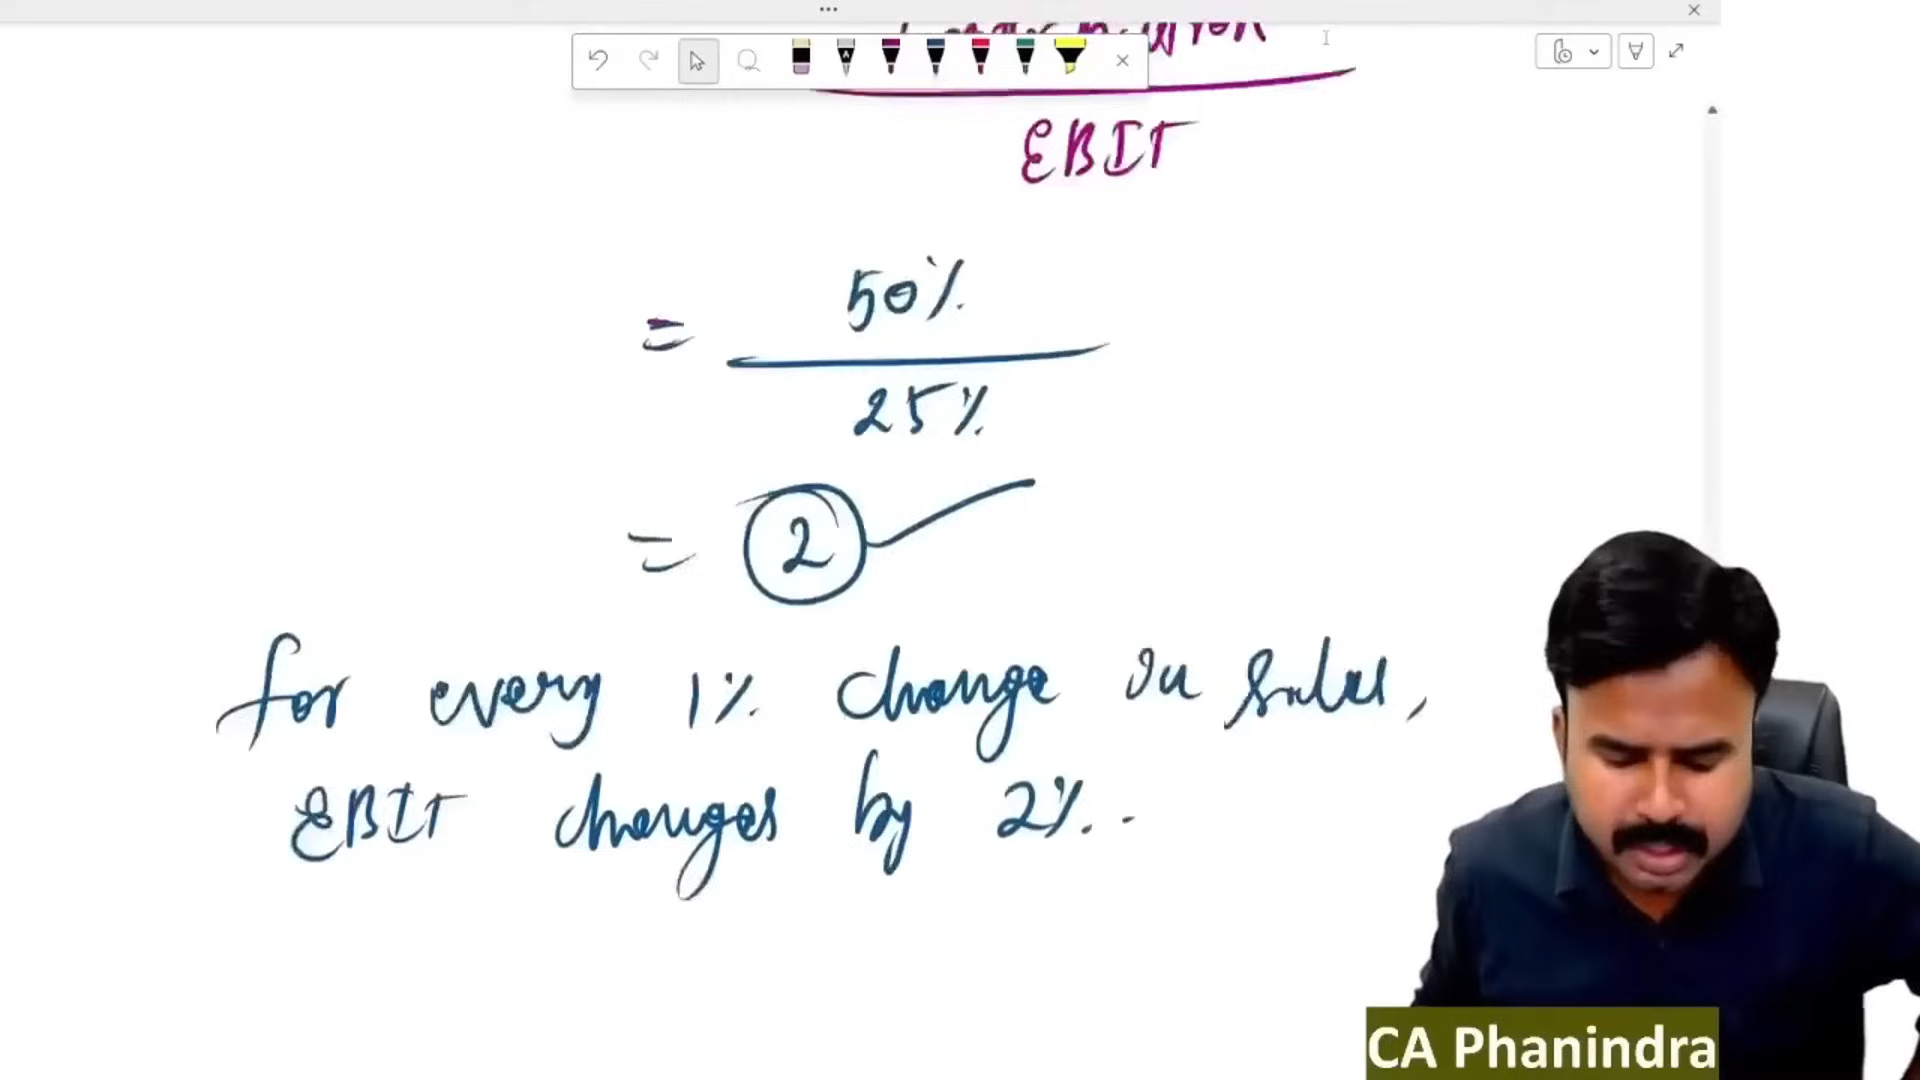 EBIT
= 50%
25%
= 2
for every 1% change in sales,
EBIT changes by 2%.
CA Phanindra